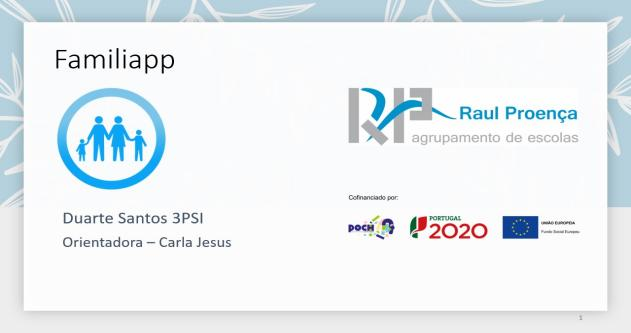 Familiapp
Raul Proença
agrupamento de escolas
Cofinanciado por:
POCH
PORTUGAL
2020
UNIÃO EUROPEIA
Fundo Social Europeu
Duarte Santos 3PSI
Orientadora – Carla Jesus
1